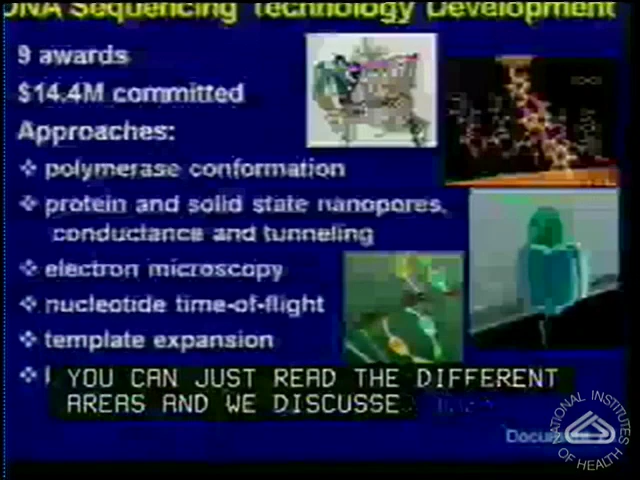 DNA Sequencing Technology Development
9 awards
$14.4M committed
Approaches:
❖ polymerase conformation
❖ protein and solid state nanopores,
conductance and tunneling
❖ electron microscopy
❖ nucleotide time-of-flight
❖ template expansion
❖
YOU CAN JUST READ THE DIFFERENT
AREAS AND WE DISCUSSE
NATIONAL INSTITUTES
OF HEALTH